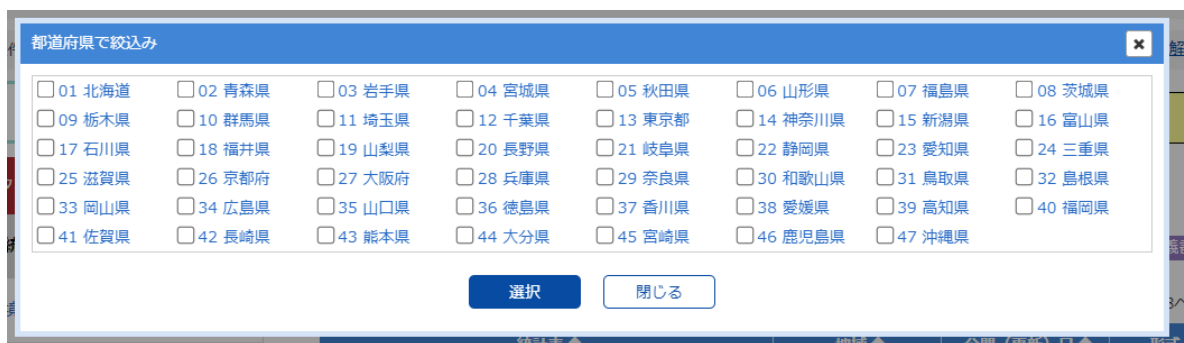 都道府県で絞込み
01 北海道 02 青森県 03 岩手県 04 宮城県 05 秋田県 06 山形県 07 福島県 08 茨城県
09 栃木県 10 群馬県 11 埼玉県 12 千葉県 13 東京都 14 神奈川県 15 新潟県 16 富山県
17 石川県 18 福井県 19 山梨県 20 長野県 21 岐阜県 22 静岡県 23 愛知県 24 三重県
25 滋賀県 26 京都府 27 大阪府 28 兵庫県 29 奈良県 30 和歌山県 31 鳥取県 32 島根県
33 岡山県 34 広島県 35 山口県 36 徳島県 37 香川県 38 愛媛県 39 高知県 40 福岡県
41 佐賀県 42 長崎県 43 熊本県 44 大分県 45 宮崎県 46 鹿児島県 47 沖縄県
選択 閉じる